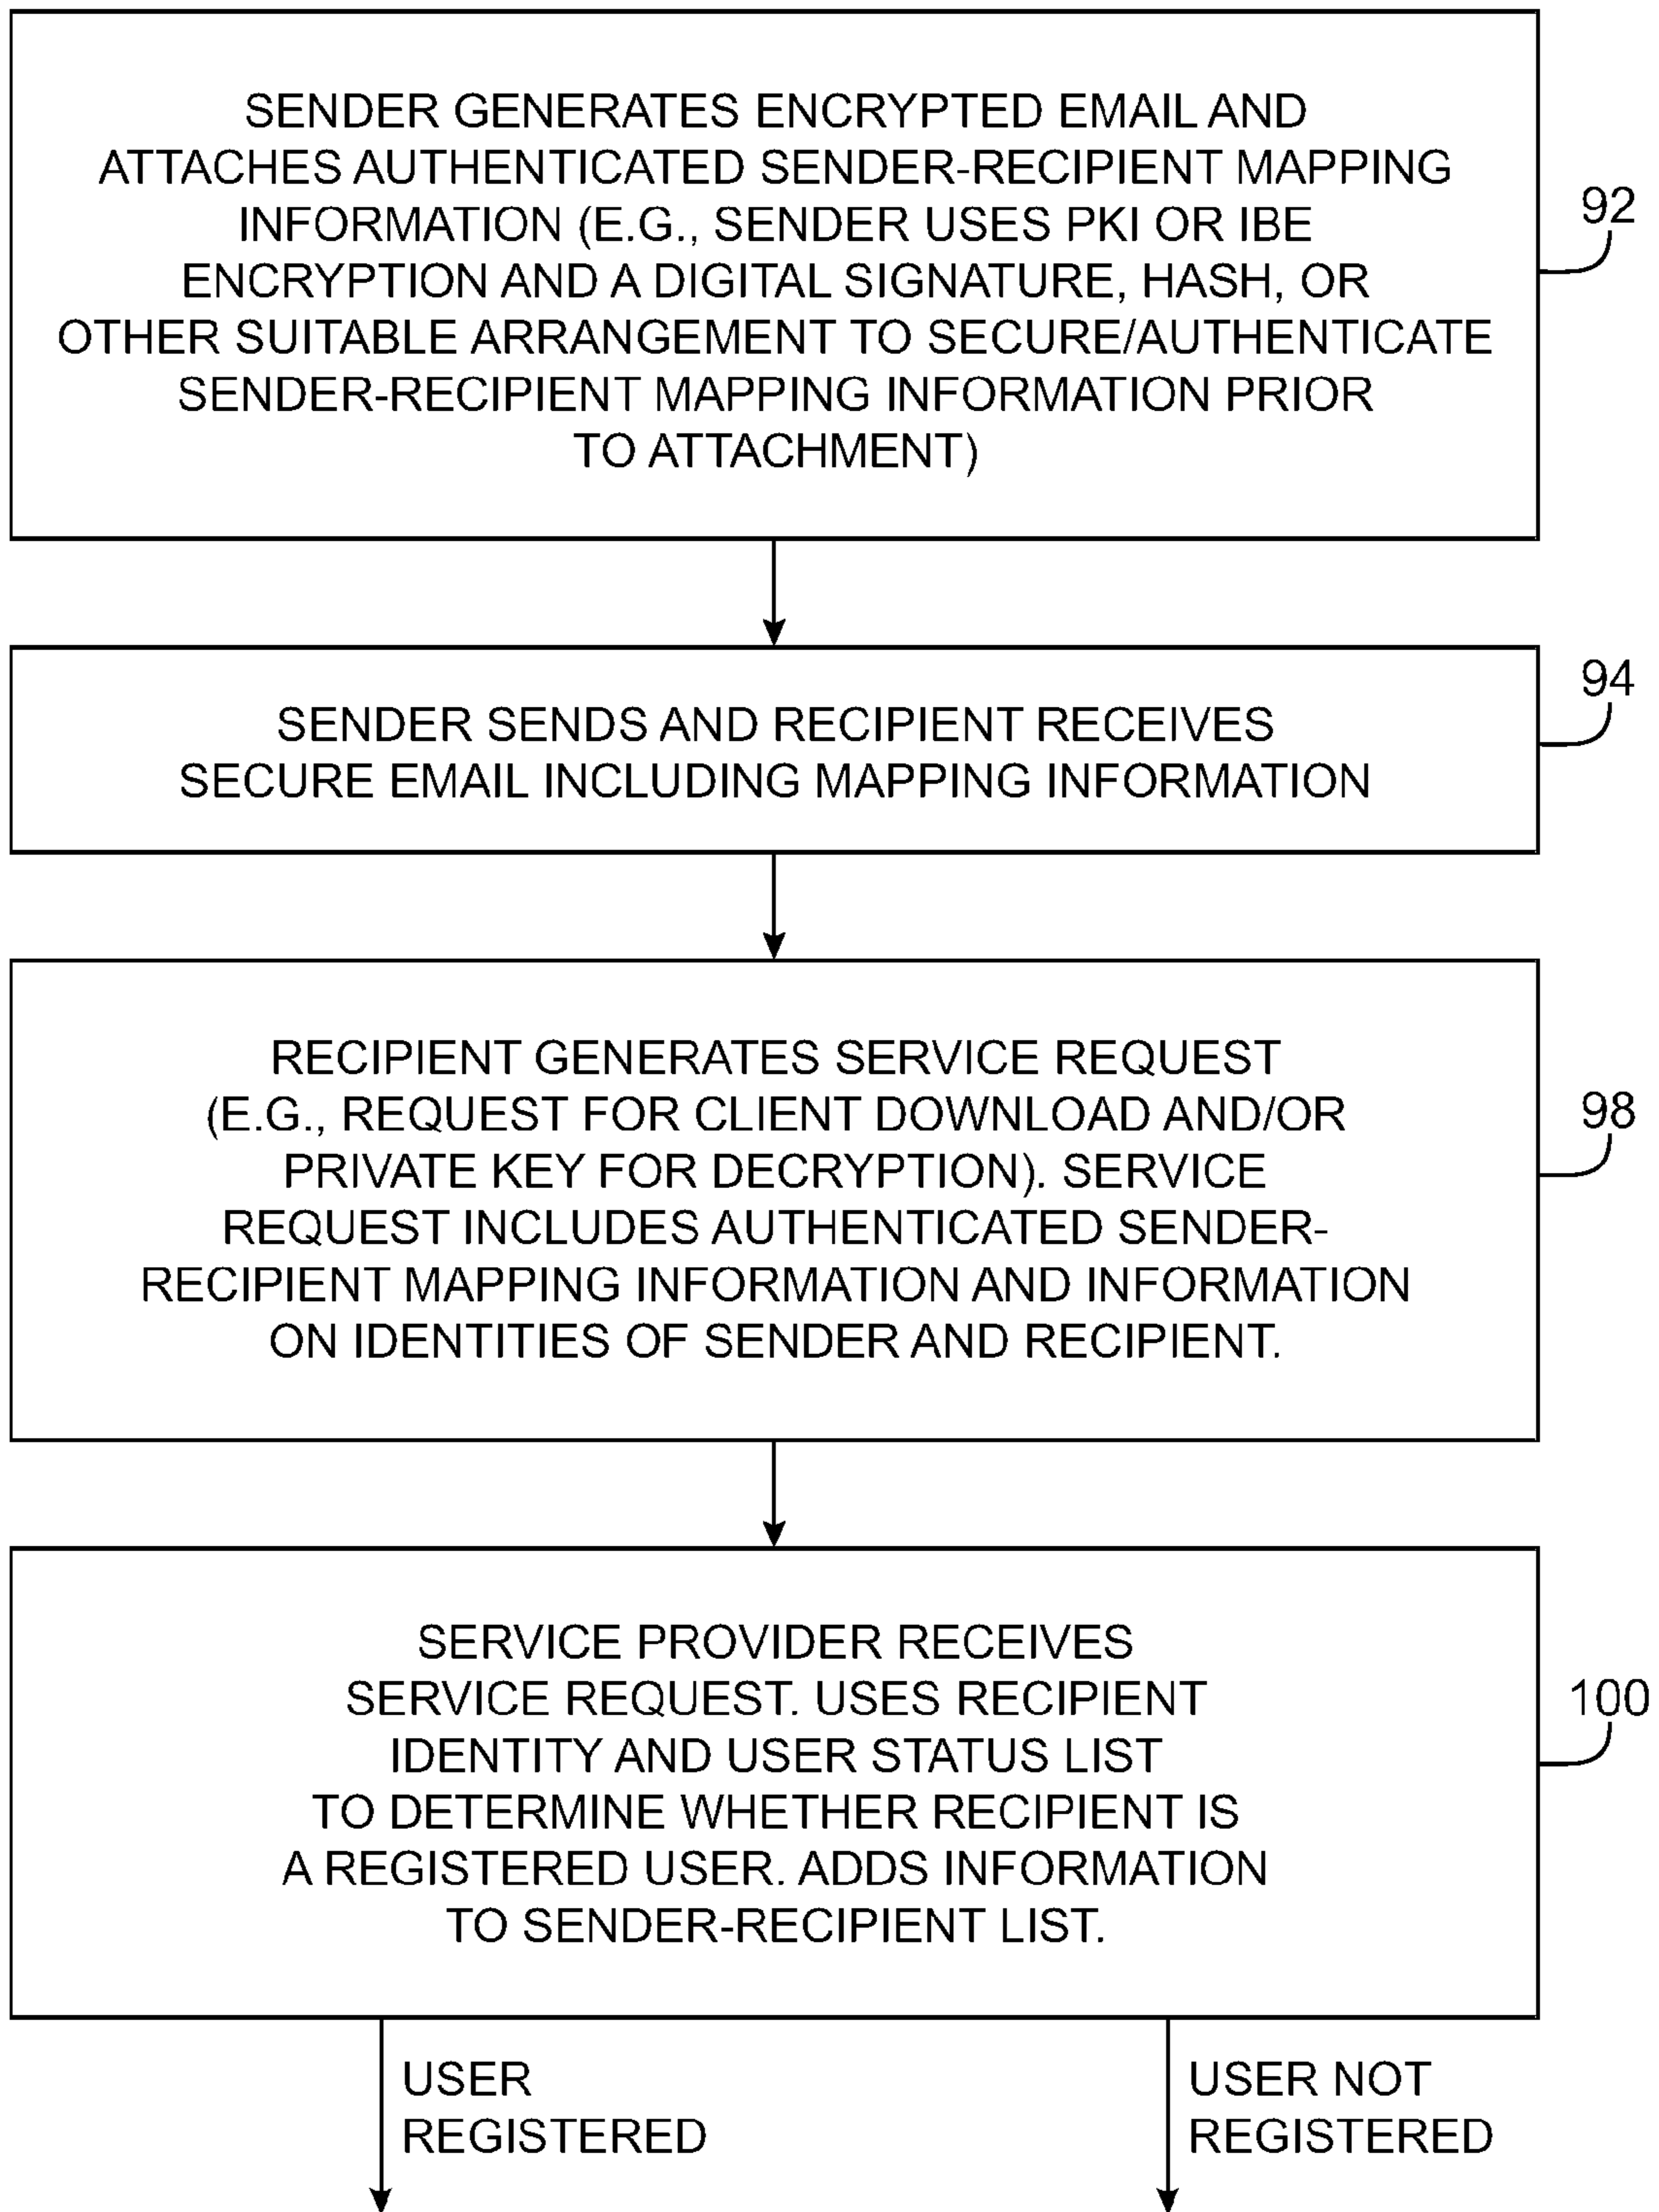 SENDER GENERATES ENCRYPTED EMAIL AND
ATTACHES AUTHENTICATED SENDER-RECIPIENT MAPPING
INFORMATION (E.G., SENDER USES PKI OR IBE
ENCRYPTION AND A DIGITAL SIGNATURE, HASH, OR
OTHER SUITABLE ARRANGEMENT TO SECURE/AUTHENTICATE
SENDER-RECIPIENT MAPPING INFORMATION PRIOR
TO ATTACHMENT)
92
SENDER SENDS AND RECIPIENT RECEIVES
SECURE EMAIL INCLUDING MAPPING INFORMATION
94
RECIPIENT GENERATES SERVICE REQUEST
(E.G., REQUEST FOR CLIENT DOWNLOAD AND/OR
PRIVATE KEY FOR DECRYPTION). SERVICE
REQUEST INCLUDES AUTHENTICATED SENDER-
RECIPIENT MAPPING INFORMATION AND INFORMATION
ON IDENTITIES OF SENDER AND RECIPIENT.
98
SERVICE PROVIDER RECEIVES
SERVICE REQUEST. USES RECIPIENT
IDENTITY AND USER STATUS LIST
TO DETERMINE WHETHER RECIPIENT IS
A REGISTERED USER. ADDS INFORMATION
TO SENDER-RECIPIENT LIST.
100
USER
REGISTERED
USER NOT
REGISTERED